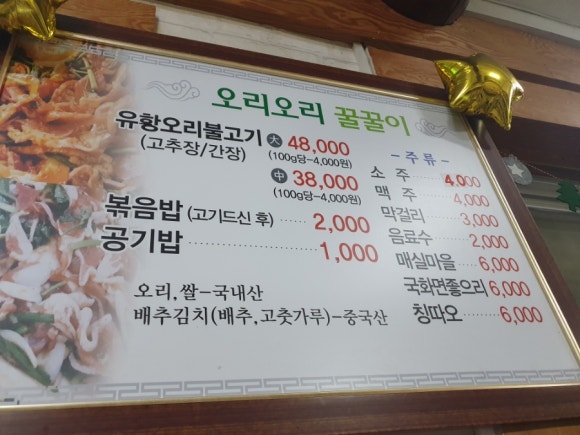 오리오리 꿀꿀이
유황오리불고기 大 48,000
(고추장/간장) (100g당-4,000원)
中 38,000
(100g당-4,000원)
볶음밥 (고기드신 후) 2,000
공기밥 1,000
오리,쌀-국내산
배추김치(배추,고춧가루)-중국산
-주류-
소 주 4,000
맥 주 4,000
막걸리 3,000
음료수 2,000
매실마을 6,000
국화면좋으리 6,000
칭따오 6,000